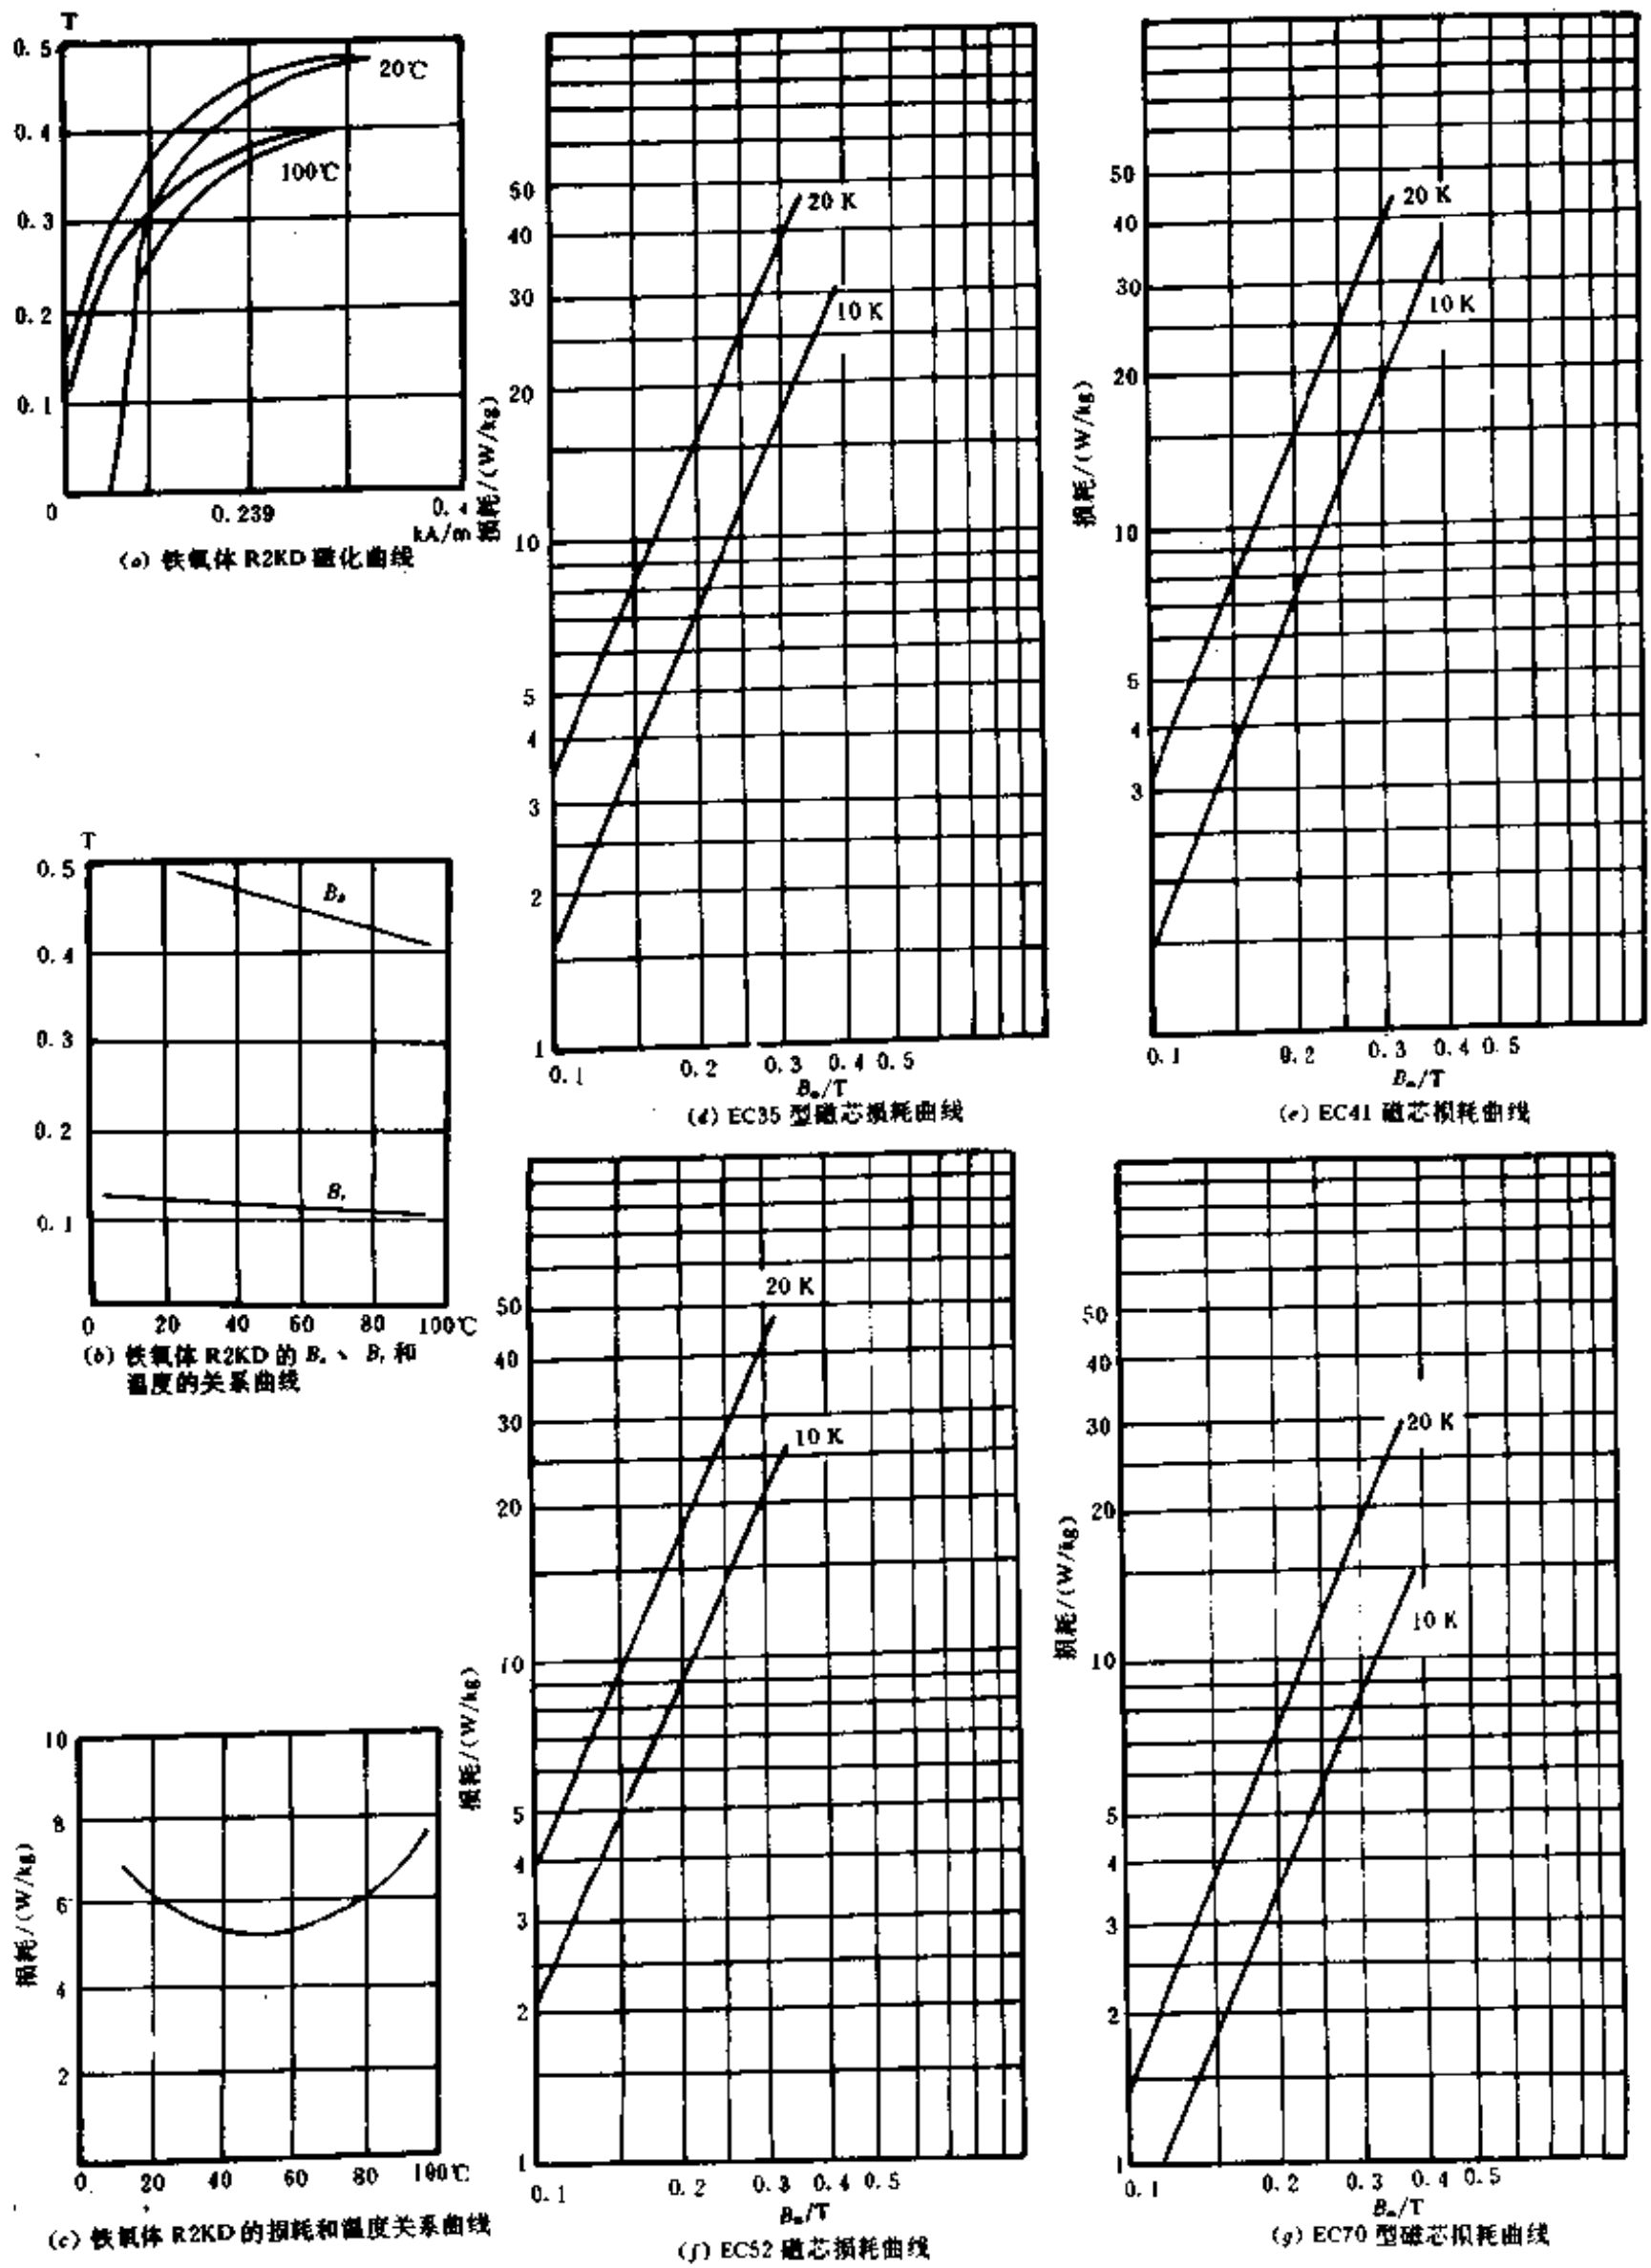 T
0.5
0.4
0.3
0.2
0.1
0
0.239
0.4
kA/m
20℃
100℃
(a) 铁氧体 R2KD 磁化曲线
T
0.5
0.4
0.3
0.2
0.1
0 20 40 60 80 100℃
Bs
Br
(b) 铁氧体 R2KD 的 Bs、Br 和
温度的关系曲线
损耗/(W/kg)
10
8
6
4
2
0 20 40 60 80 100℃
(c) 铁氧体 R2KD 的损耗和温度关系曲线
损耗/(W/kg)
50
40
30
20
10
5
4
3
2
1
20 K
10 K
0.1 0.2 0.3 0.4 0.5
Bm/T
(d) EC35 型磁芯损耗曲线
损耗/(W/kg)
50
40
30
20
10
5
4
3
20 K
10 K
0.1 0.2 0.3 0.4 0.5
Bm/T
(e) EC41 磁芯损耗曲线
损耗/(W/kg)
50
40
30
20
10
5
4
3
2
1
20 K
10 K
0.1 0.2 0.3 0.4 0.5
Bm/T
(f) EC52 磁芯损耗曲线
损耗/(W/kg)
50
40
30
20
10
5
4
3
2
1
20 K
10 K
0.1 0.2 0.3 0.4 0.5
Bm/T
(g) EC70 型磁芯损耗曲线